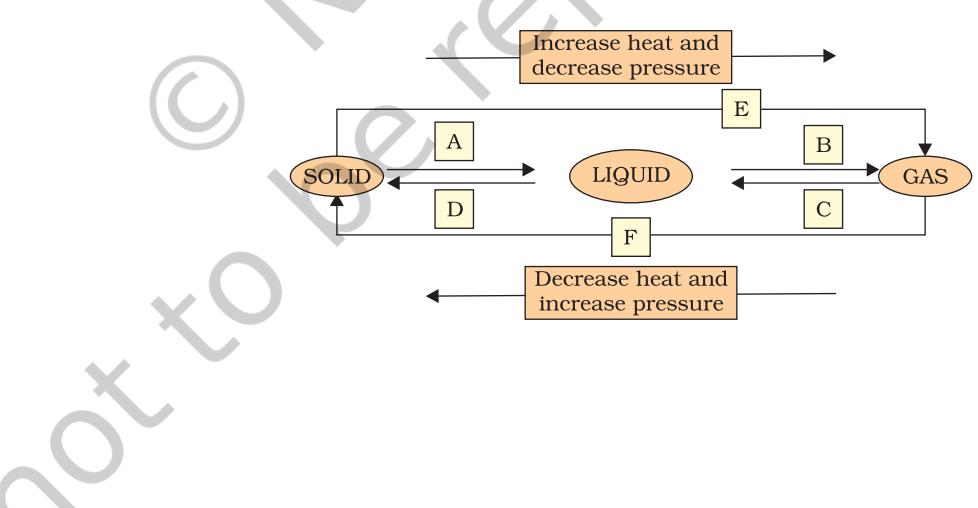 Increase heat and
decrease pressure
E
A
B
SOLID
LIQUID
GAS
D
C
F
Decrease heat and
increase pressure
©
not to be re